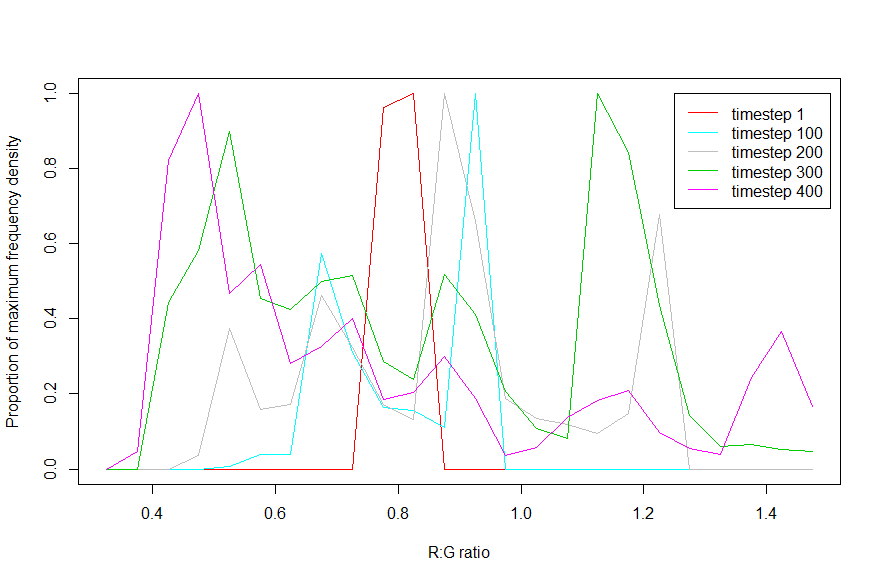 Proportion of maximum frequency density
1.0
0.8
0.6
0.4
0.2
0.0
timestep 1
timestep 100
timestep 200
timestep 300
timestep 400
0.4 0.6 0.8 1.0 1.2 1.4
R:G ratio